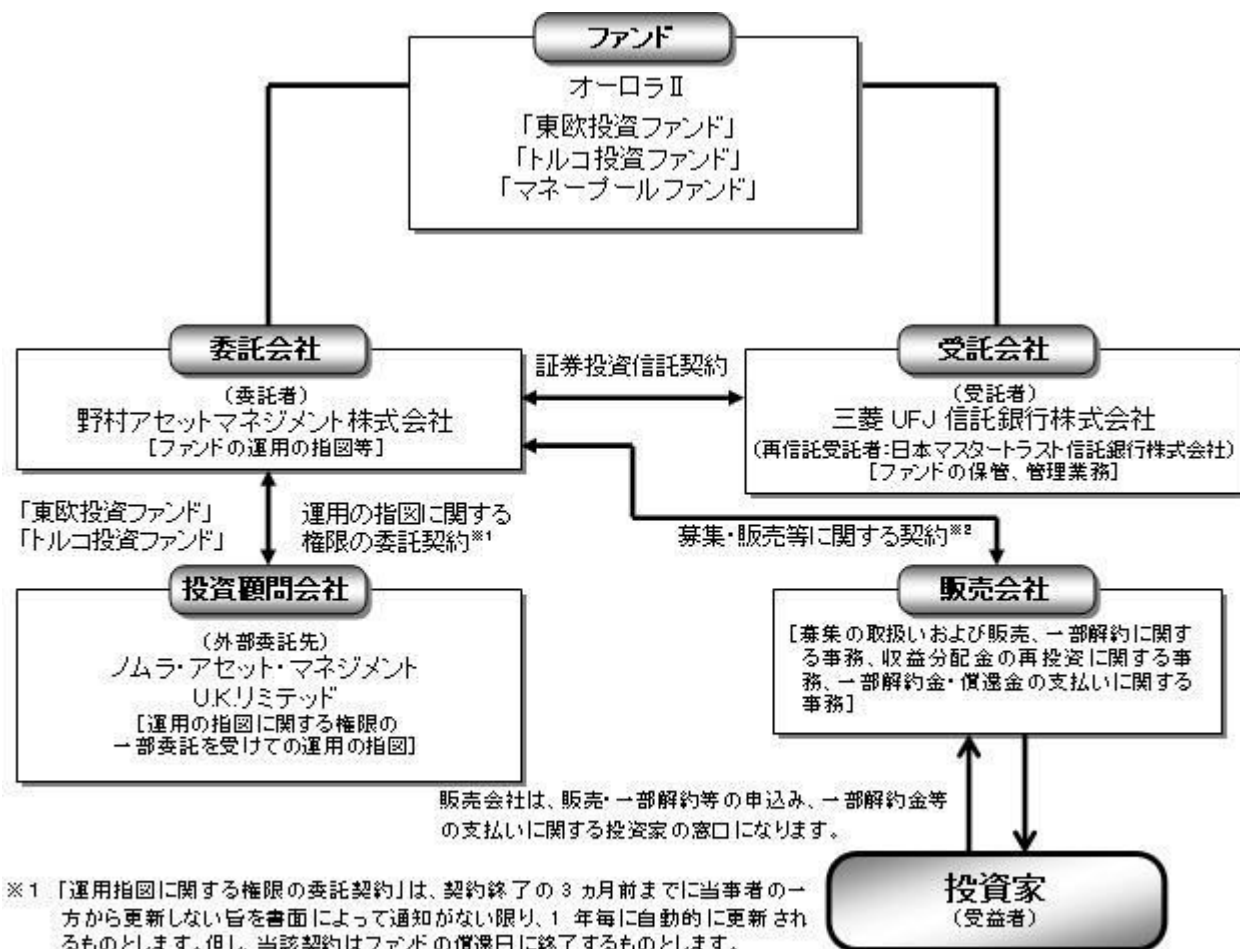 ファンド
オーロラⅡ
「東欧投資ファンド」
「トルコ投資ファンド」
「マネープールファンド」
委託会社
(委託者)
野村アセットマネジメント株式会社
[ファンドの運用の指図等]
証券投資信託契約
受託会社
(受託者)
三菱UFJ信託銀行株式会社
(再信託受託者:日本マスタートラスト信託銀行株式会社)
[ファンドの保管、管理業務]
「東欧投資ファンド」
「トルコ投資ファンド」
運用の指図に関する
権限の委託契約※1
募集・販売等に関する契約※2
投資顧問会社
(外部委託先)
ノムラ・アセット・マネジメント
U.K.リミテッド
[運用の指図に関する権限の
一部委託を受けての運用の指図]
販売会社
[募集の取扱いおよび販売、一部解約に関す
る事務、収益分配金の再投資に関する事
務、一部解約金・償還金の支払いに関する
事務]
販売会社は、販売・一部解約等の申込み、一部解約金等
の支払いに関する投資家の窓口になります。
投資家
(受益者)
※1 「運用指図に関する権限の委託契約」は、契約終了の3ヵ月前までに当事者の一
方から更新しない旨を書面によって通知がない限り、1年毎に自動的に更新され
るものとします。但し、当該契約はファンドの償還日に終了するものとします。